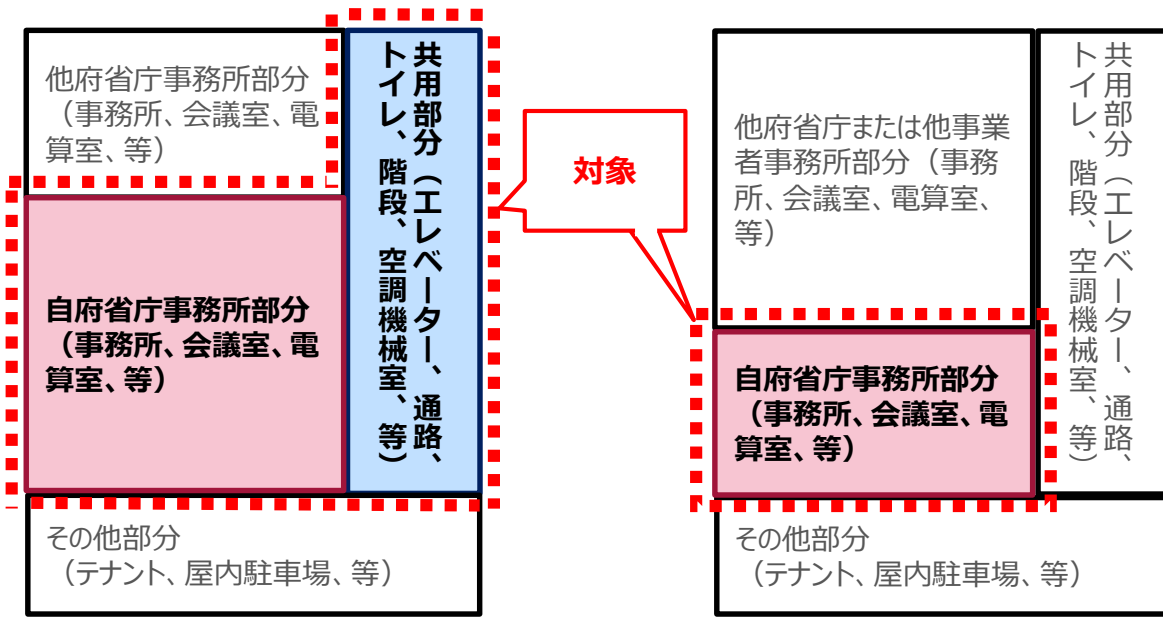 他府省庁事務所部分
（事務所、会議室、電
算室、等）
共用部分（エレベーター、通路、
トイレ、階段、空調機械室、等）
自府省庁事務所部分
（事務所、会議室、電
算室、等）
その他部分
（テナント、屋内駐車場、等）
対象
他府省庁または他事業
者事務所部分（事務
所、会議室、電算室、
等）
共用部分（エレベーター、通路、
トイレ、階段、空調機械室、等）
自府省庁事務所部分
（事務所、会議室、電
算室、等）
その他部分
（テナント、屋内駐車場、等）